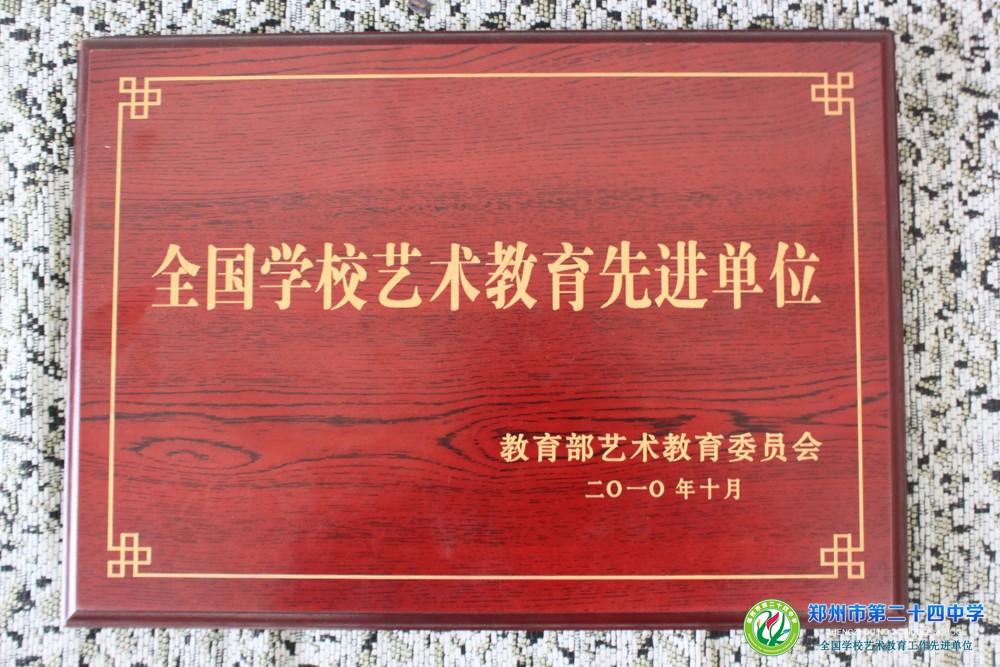 全国学校艺术教育先进单位
教育部艺术教育委员会
二〇一〇年十月
郑州市第二十四中学
全国学校艺术教育工作先进单位